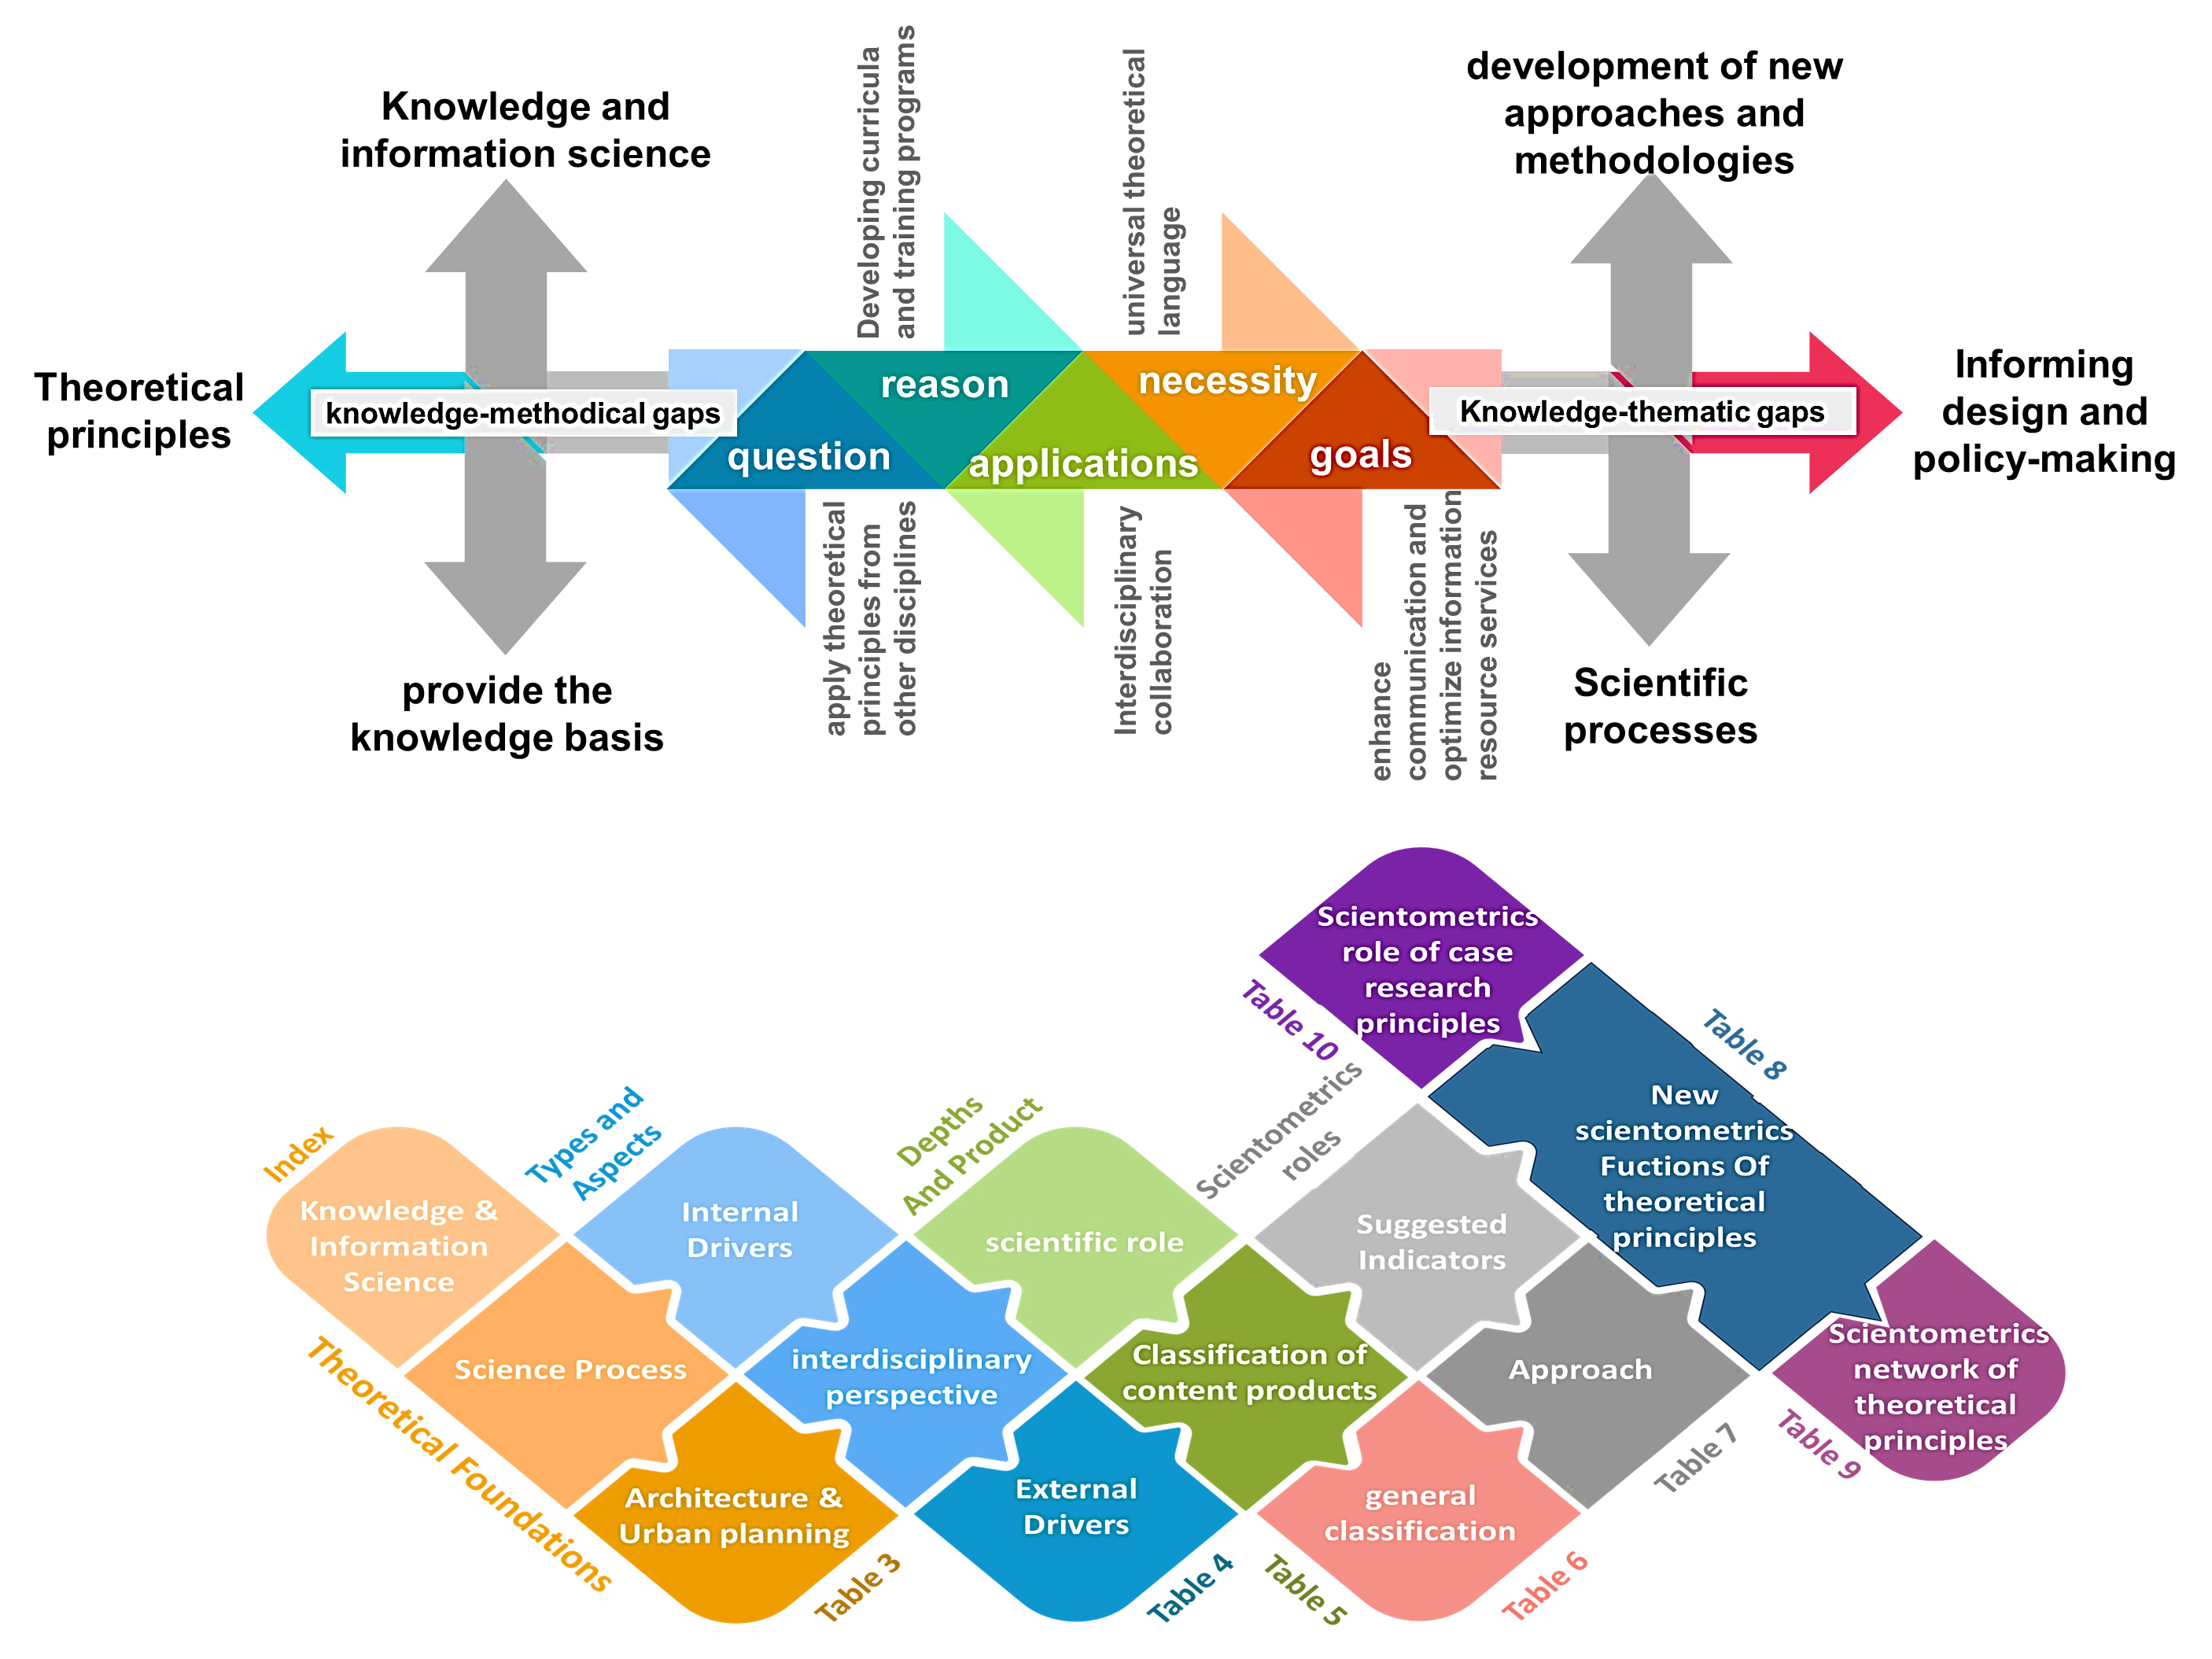 Knowledge and
information science
Developing curricula
and training programs
universal theoretical
language
development of new
approaches and
methodologies
Theoretical
principles
knowledge-methodical gaps
question
reason
applications
necessity
goals
Knowledge-thematic gaps
Informing
design and
policy-making
provide the
knowledge basis
apply theoretical
principles from
other disciplines
Interdisciplinary
collaboration
enhance
communication and
optimize information
resource services
Scientific
processes
Scientometrics
role of case
research
principles
Table 10
Table 8
New
scientometrics
Fuctions Of
theoretical
principles
Index
Types and
Aspects
Depths
And Product
Scientometrics
roles
Knowledge &
Information
Science
Internal
Drivers
scientific role
Suggested
Indicators
Science Process
interdisciplinary
perspective
Classification of
content products
Approach
Scientometrics
network of
theoretical
principles
Theoretical Foundations
Architecture &
Urban planning
External
Drivers
general
classification
Table 3
Table 4
Table 5
Table 6
Table 7
Table 9